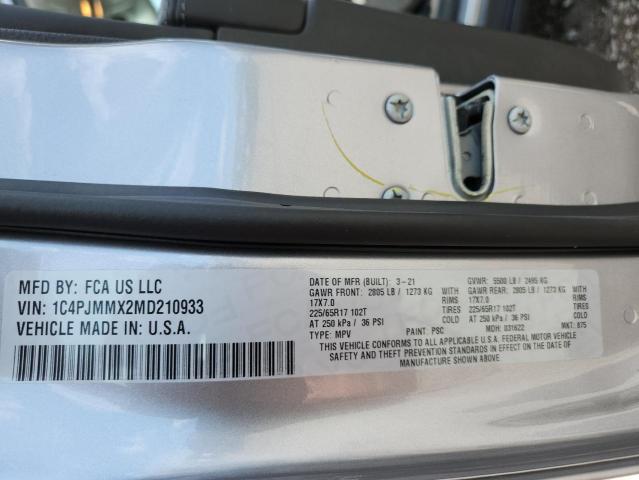 MFD BY: FCA US LLC
VIN: 1C4PJMMX2MD210933
VEHICLE MADE IN: U.S.A.
DATE OF MFR (BUILT): 3-21 GVWR: 5500 LB / 2495 KG
GAWR FRONT: 2805 LB / 1273 KG WITH GAWR REAR: 2805 LB / 1273 KG WITH
17X7.0 RIMS 17X7.0 RIMS
225/65R17 102T TIRES 225/65R17 102T TIRES
AT 250 kPa / 36 PSI COLD AT 250 kPa / 36 PSI COLD
TYPE: MPV PAINT: PSC MDH: 031622 MKT: 875
THIS VEHICLE CONFORMS TO ALL APPLICABLE U.S.A. FEDERAL MOTOR VEHICLE
SAFETY AND THEFT PREVENTION STANDARDS IN EFFECT ON THE DATE OF
MANUFACTURE SHOWN ABOVE